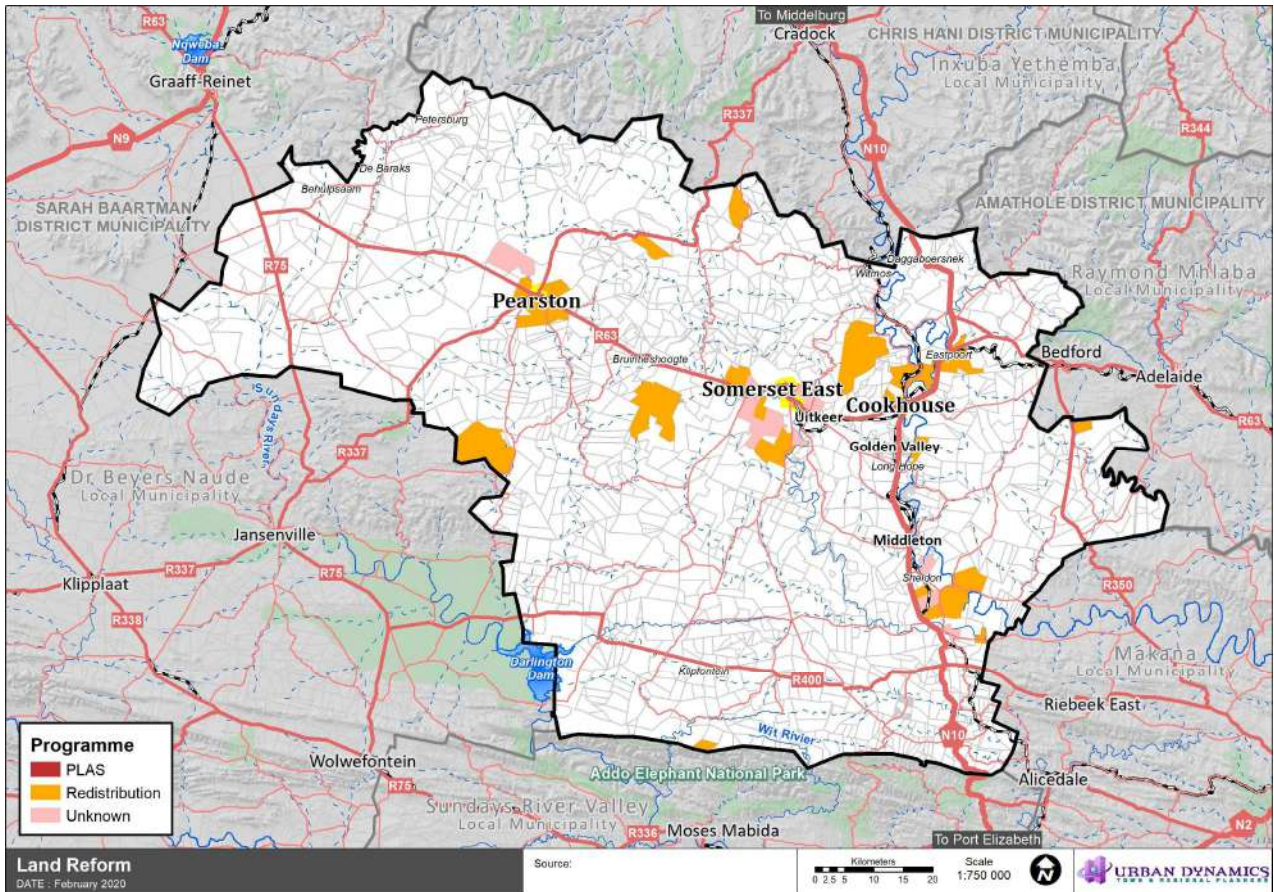 To Middelburg
Cradock
CHRIS HANI DISTRICT MUNICIPALITY
Inxuba Yethemba
Local Municipality
R63
Nqweba
Dam
Graaff-Reinet
N9
R337
N10
R344
Petersburg
De Baraks
Behulpsaam
SARAH BAARTMAN
DISTRICT MUNICIPALITY
AMATHOLE DISTRICT MUNICIPALITY
R75
Daggaboersnek
Witmos
Raymond Mhlaba
Local Municipality
Pearston
R63
Bruintjieshoogte
Eastpoort
Bedford
Adelaide
R63
Somerset East
Cookhouse
Uitkeer
Sundays River
R337
Golden Valley
Long Hope
Dr Beyers Naude
Local Municipality
Jansenville
Middleton
Klipplaat
R337
R75
Sheldon
R350
R338
Darlington
Dam
Klipfontein
R400
Makana
Local Municipality
Riebeek East
Wit Rivier
N10
Wolwefontein
R75
Addo Elephant National Park
Alicedale
Sundays River Valley
Local Municipality
R336
Moses Mabida
To Port Elizabeth
N2
Programme
PLAS
Redistribution
Unknown
Land Reform
DATE : February 2020
Source:
Kilometers
0 2.5 5 10 15 20
Scale
1:750 000
N
URBAN DYNAMICS
TOWN & REGIONAL PLANNERS